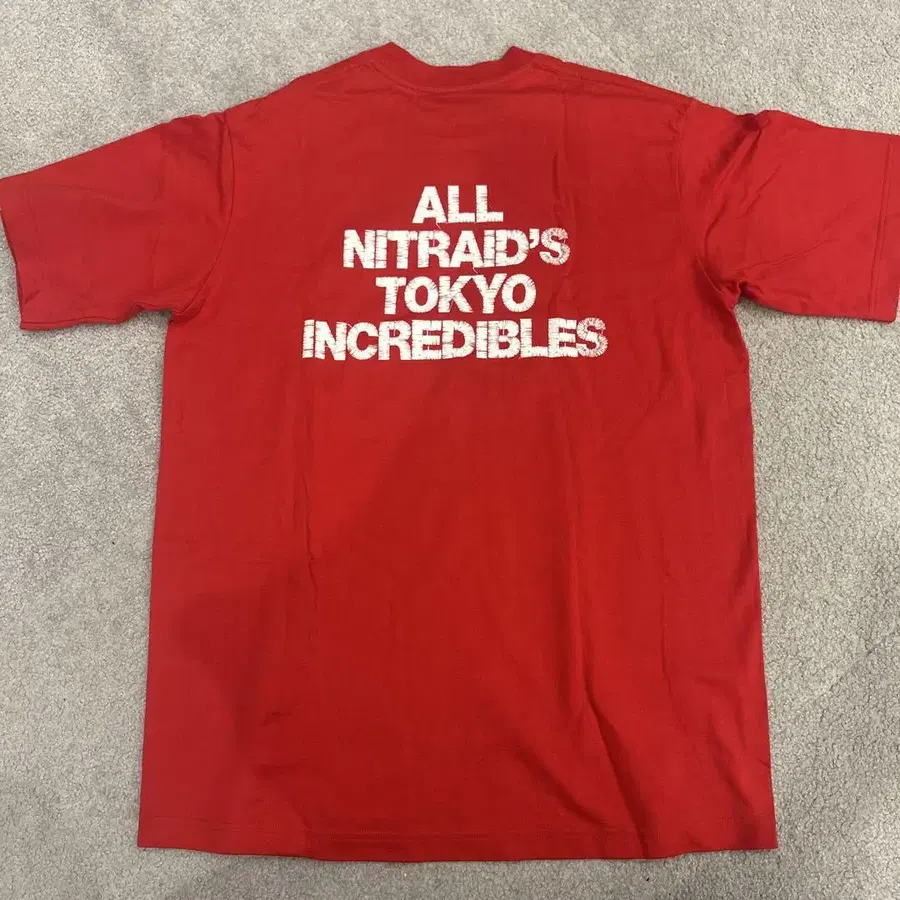 ALL
NITRAID'S
TOKYO
INCREDIBLES